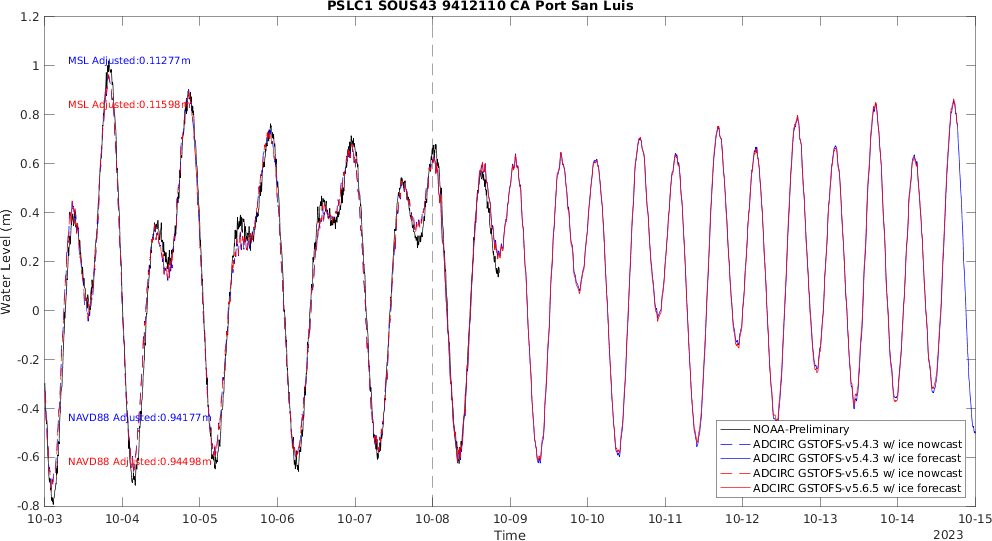 PSLC1 SOUS43 9412110 CA Port San Luis
1.2
1
0.8
0.6
0.4
0.2
0
-0.2
-0.4
-0.6
-0.8
Water Level (m)
MSL Adjusted:0.11277m
MSL Adjusted:0.11598m
NAVD88 Adjusted:0.94177m
NAVD88 Adjusted:0.94498m
NOAA-Preliminary
ADCIRC GSTOFS-v5.4.3 w/ ice nowcast
ADCIRC GSTOFS-v5.4.3 w/ ice forecast
ADCIRC GSTOFS-v5.6.5 w/ ice nowcast
ADCIRC GSTOFS-v5.6.5 w/ ice forecast
10-03 10-04 10-05 10-06 10-07 10-08 10-09 10-10 10-11 10-12 10-13 10-14 10-15
Time
2023